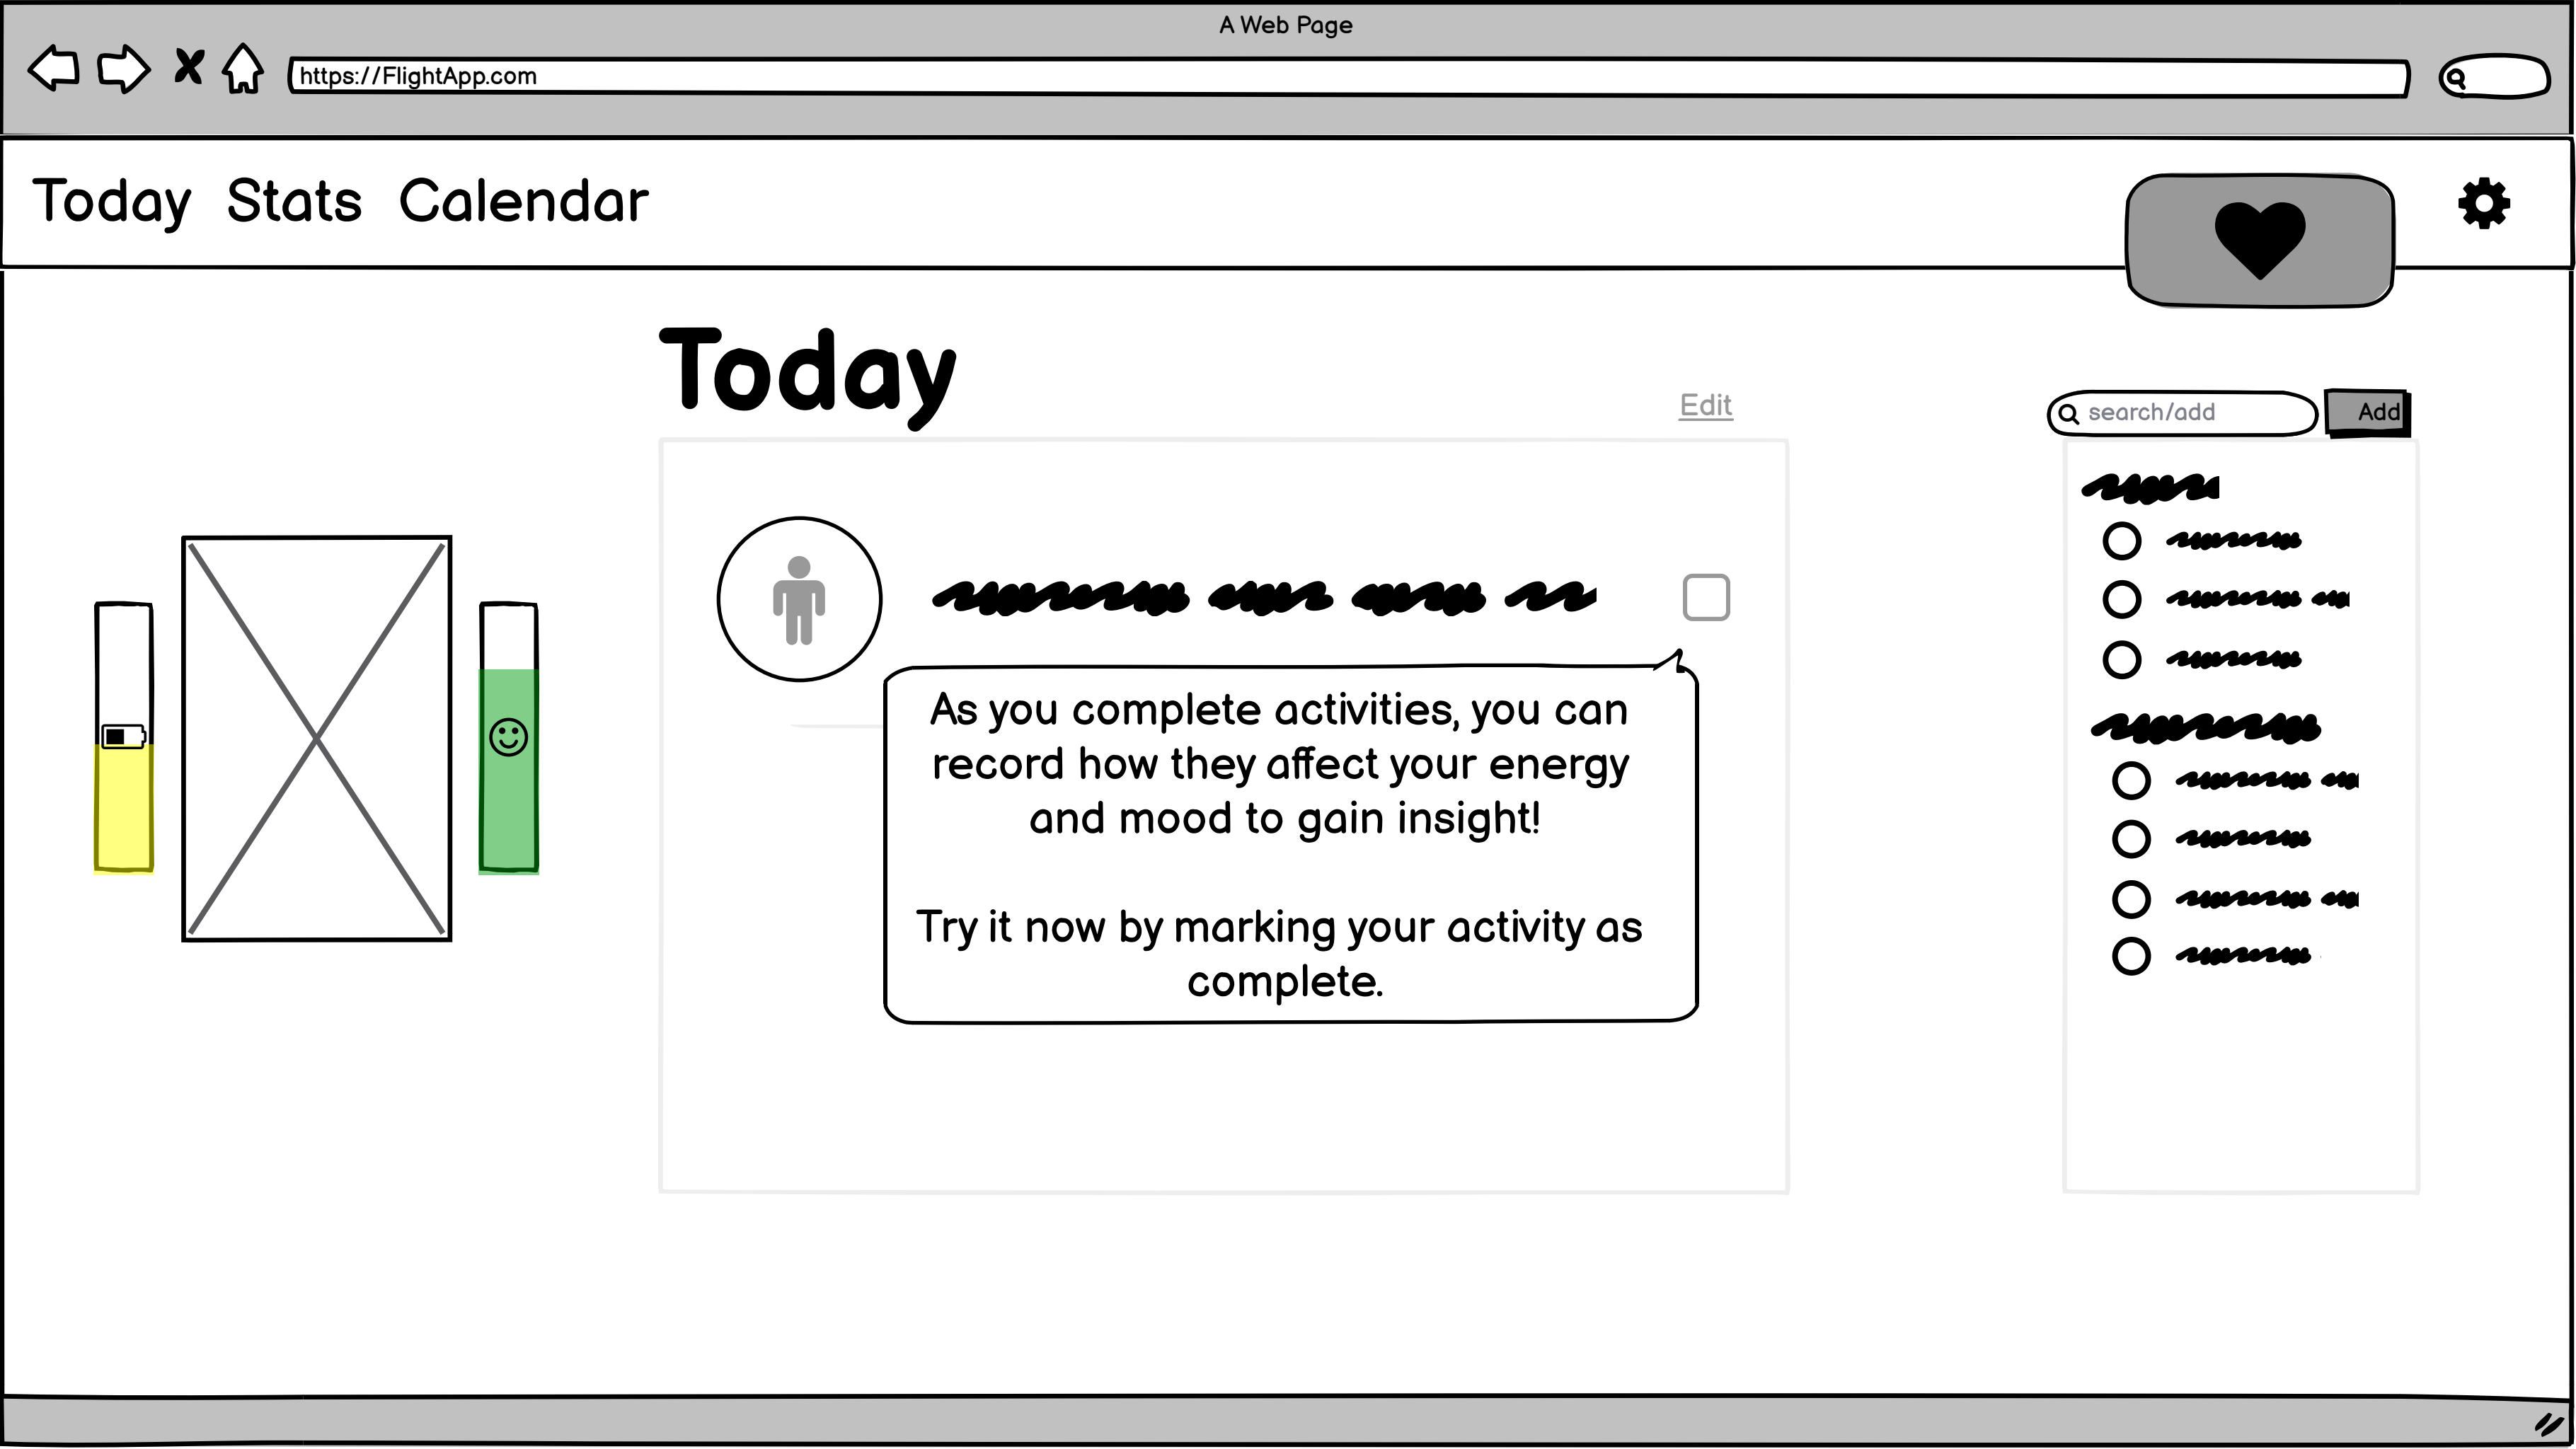 A Web Page
https://FlightApp.com
Today Stats Calendar
Today
Edit
search/add
Add
As you complete activities, you can
record how they affect your energy
and mood to gain insight!
Try it now by marking your activity as
complete.